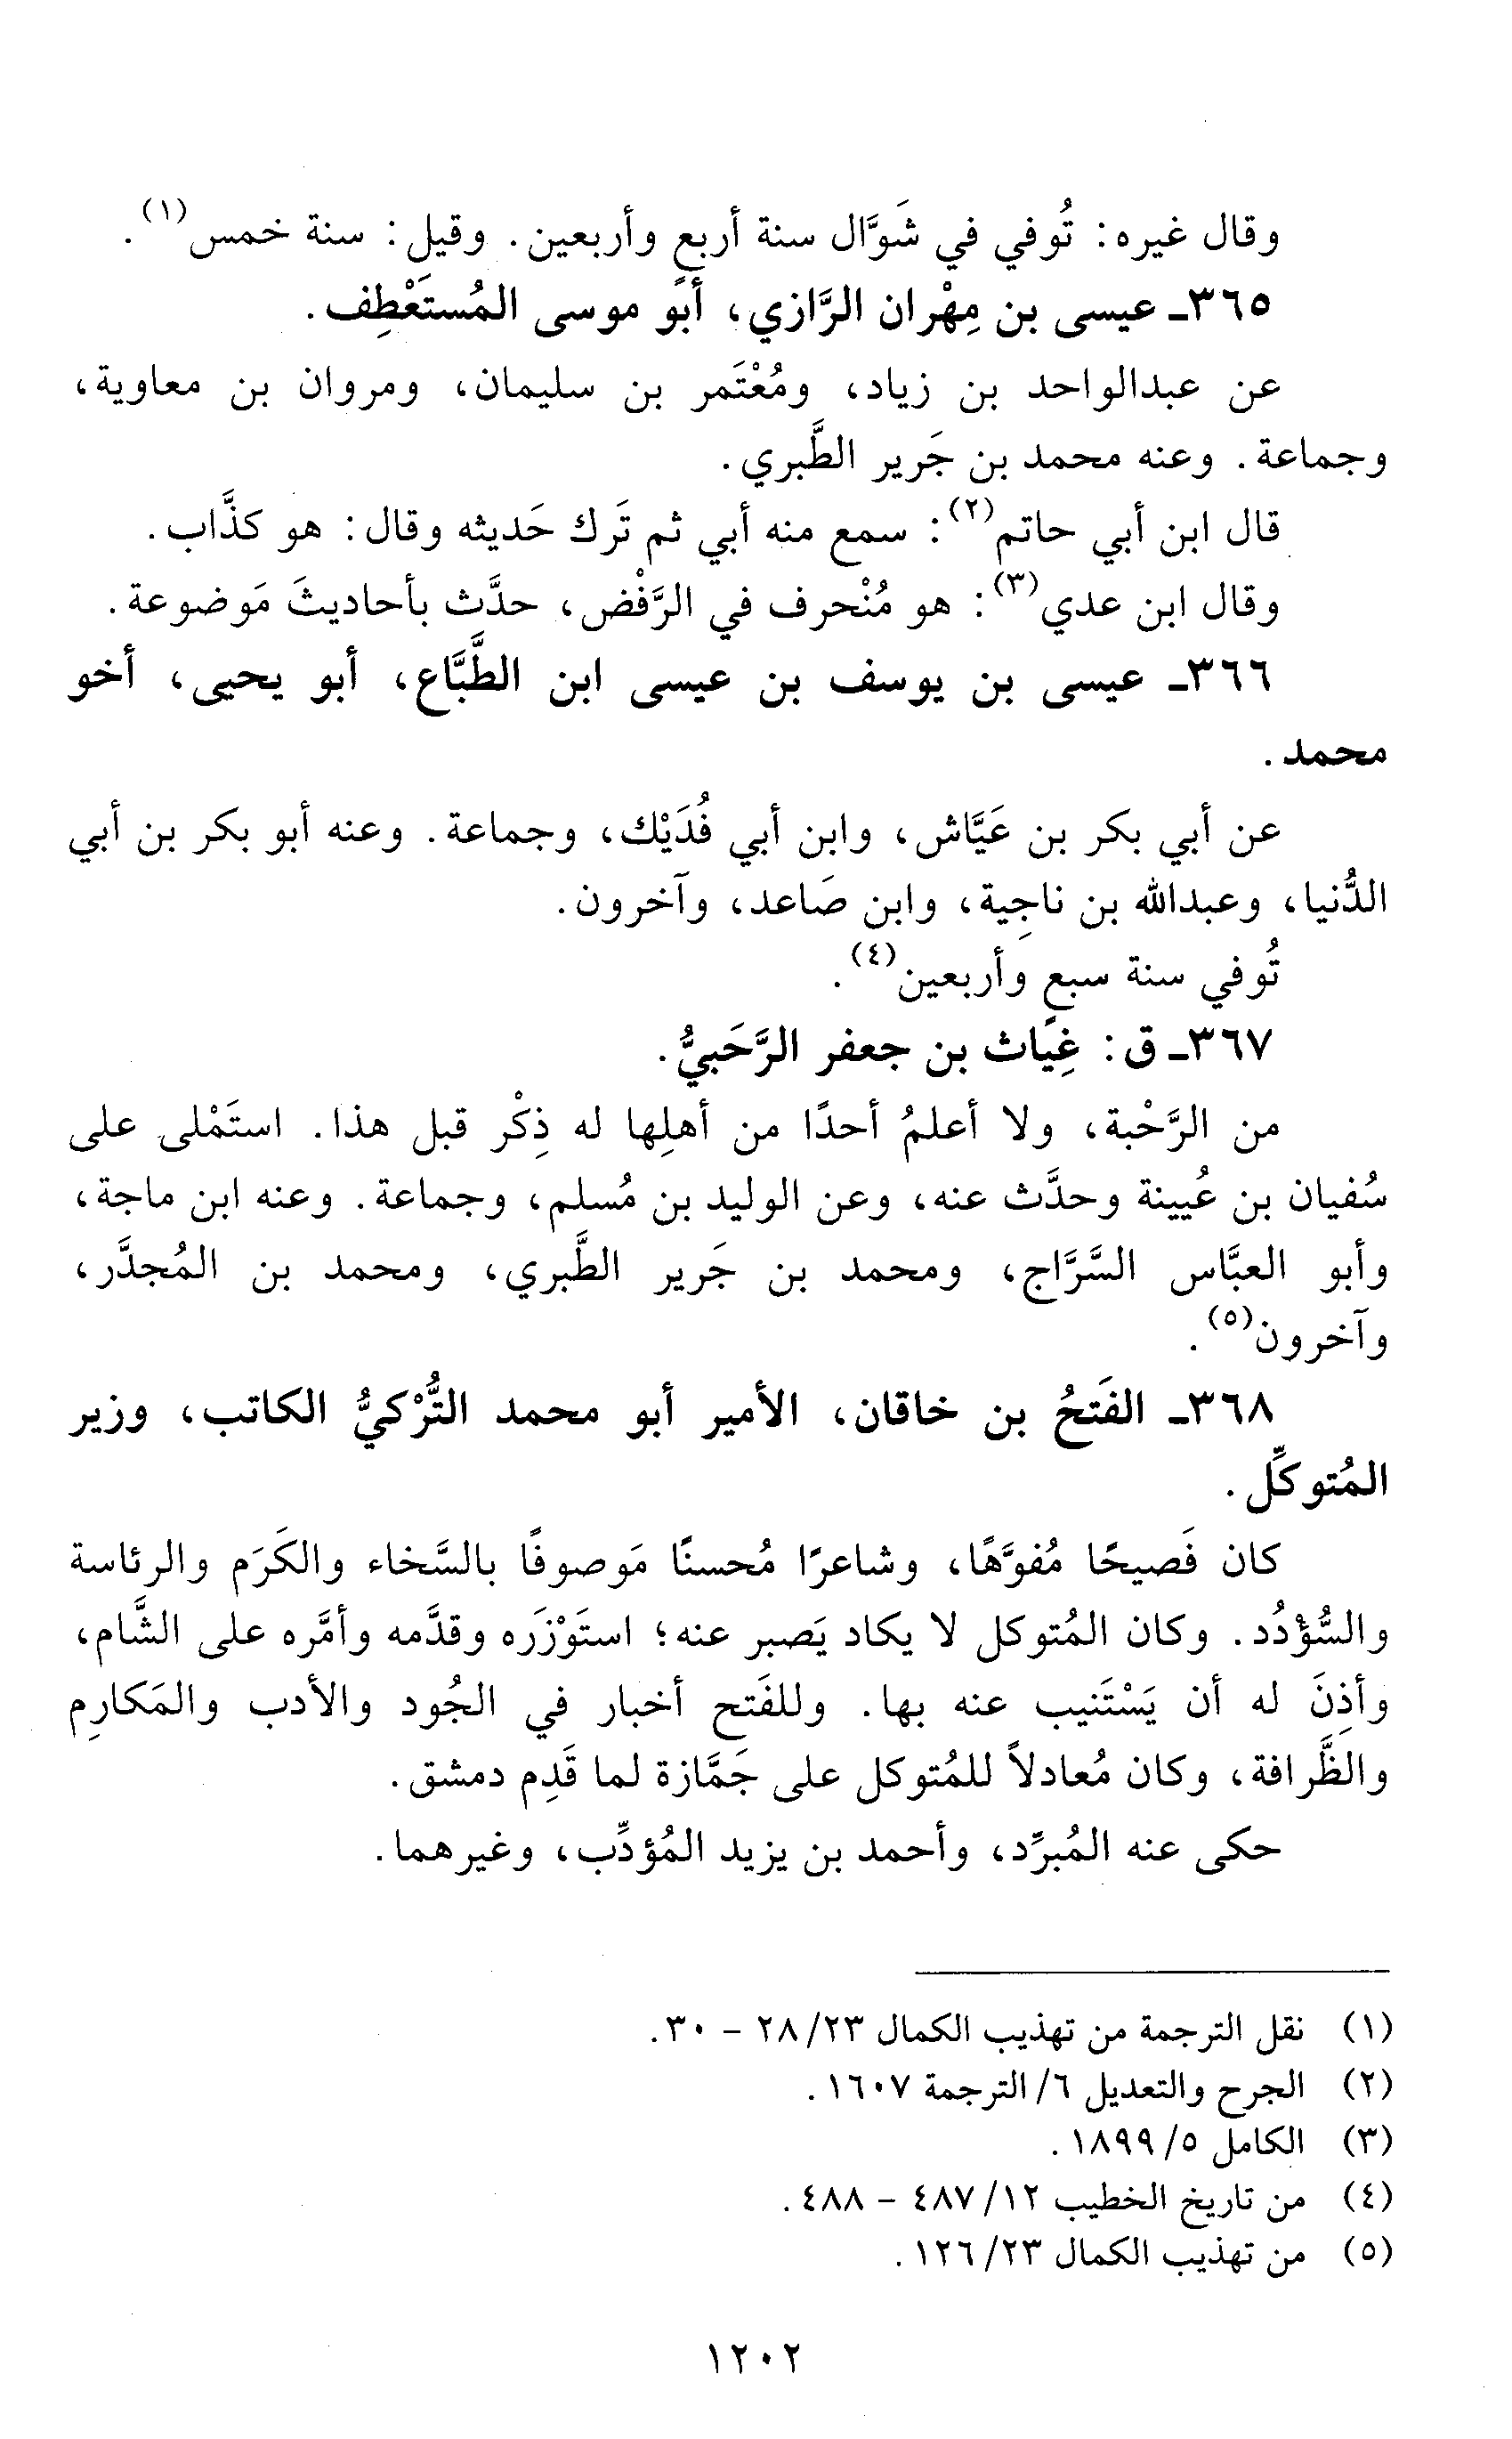 وقال غيره: تُوفي في شَوَّال سنة أربعٍ وأربعين. وقيل: سنة خمس(١).
٣٦٥ـ عيسى بن مِهْران الرَّازي، أبو موسى المُستَعْطِف.
عن عبدالواحد بن زياد، ومُعْتَمر بن سليمان، ومروان بن معاوية،
وجماعة. وعنه محمد بن جَرير الطَّبري.
قال ابن أبي حاتم(٢): سمع منه أبي ثم تَرك حَديثه وقال: هو كذَّاب.
وقال ابن عدي(٣): هو مُنْحرف في الرَّفْض، حدَّث بأحاديثَ مَوضوعة.
٣٦٦ـ عيسى بن يوسف بن عيسى ابن الطَّبَّاع، أبو يحيى، أخو
محمد.
عن أبي بكر بن عَيَّاش، وابن أبي فُدَيْك، وجماعة. وعنه أبو بكر بن أبي
الدُّنيا، وعبدالله بن ناجِية، وابن صَاعد، وآخرون.
تُوفي سنة سبعٍ وأربعين(٤).
٣٦٧ـ ق: غِيَاث بن جعفر الرَّحَبيُّ.
من الرَّحْبة، ولا أعلمُ أحدًا من أهلِها له ذِكْر قبل هذا. استَمْلى على
سُفيان بن عُيينة وحدَّث عنه، وعن الوليد بن مُسلم، وجماعة. وعنه ابن ماجة،
وأبو العبَّاس السَّرَّاج، ومحمد بن جَرير الطَّبري، ومحمد بن المُجدَّر،
وآخرون(٥).
٣٦٨ـ الفَتحُ بن خاقان، الأمير أبو محمد التُّرْكيُّ الكاتب، وزير
المُتوكِّل.
كان فَصيحًا مُفوَّهًا، وشاعرًا مُحسنًا مَوصوفًا بالسَّخاء والكَرَم والرئاسة
والسُّؤْدُد. وكان المُتوكل لا يكاد يَصبر عنه؛ استَوْزَره وقدَّمه وأمَّره على الشَّام،
وأذِنَ له أن يَسْتَنيب عنه بها. وللفَتح أخبار في الجُود والأدب والمَكارِم
والظَّرافة، وكان مُعادلاً للمُتوكل على جَمَّازة لما قَدِم دمشق.
حكى عنه المُبرِّد، وأحمد بن يزيد المُؤدِّب، وغيرهما.
(١) نقل الترجمة من تهذيب الكمال ٢٣/ ٢٨ - ٣٠.
(٢) الجرح والتعديل ٦/ الترجمة ١٦٠٧.
(٣) الكامل ٥/ ١٨٩٩.
(٤) من تاريخ الخطيب ١٢/ ٤٨٧ - ٤٨٨.
(٥) من تهذيب الكمال ٢٣/ ١٢٦.
١٢٠٢